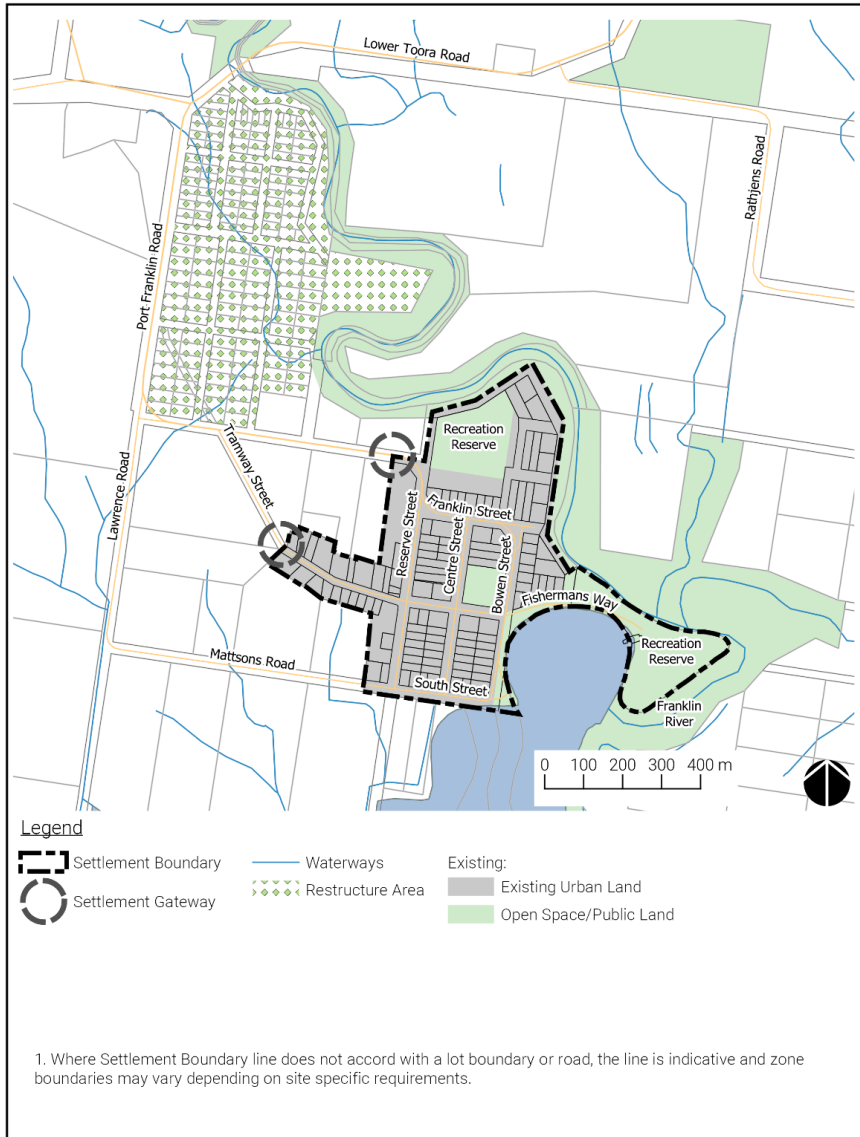 Lower Toora Road
Rathjens Road
Port Franklin Road
Recreation
Reserve
Tramway Street
Lawrence Road
Franklin Street
Reserve Street
Centre Street
Bowen Street
Fishermans Way
Recreation
Reserve
Mattsons Road
South Street
Franklin
River
0 100 200 300 400 m
Legend
Settlement Boundary
Settlement Gateway
Waterways
Restructure Area
Existing:
Existing Urban Land
Open Space/Public Land
1. Where Settlement Boundary line does not accord with a lot boundary or road, the line is indicative and zone
boundaries may vary depending on site specific requirements.